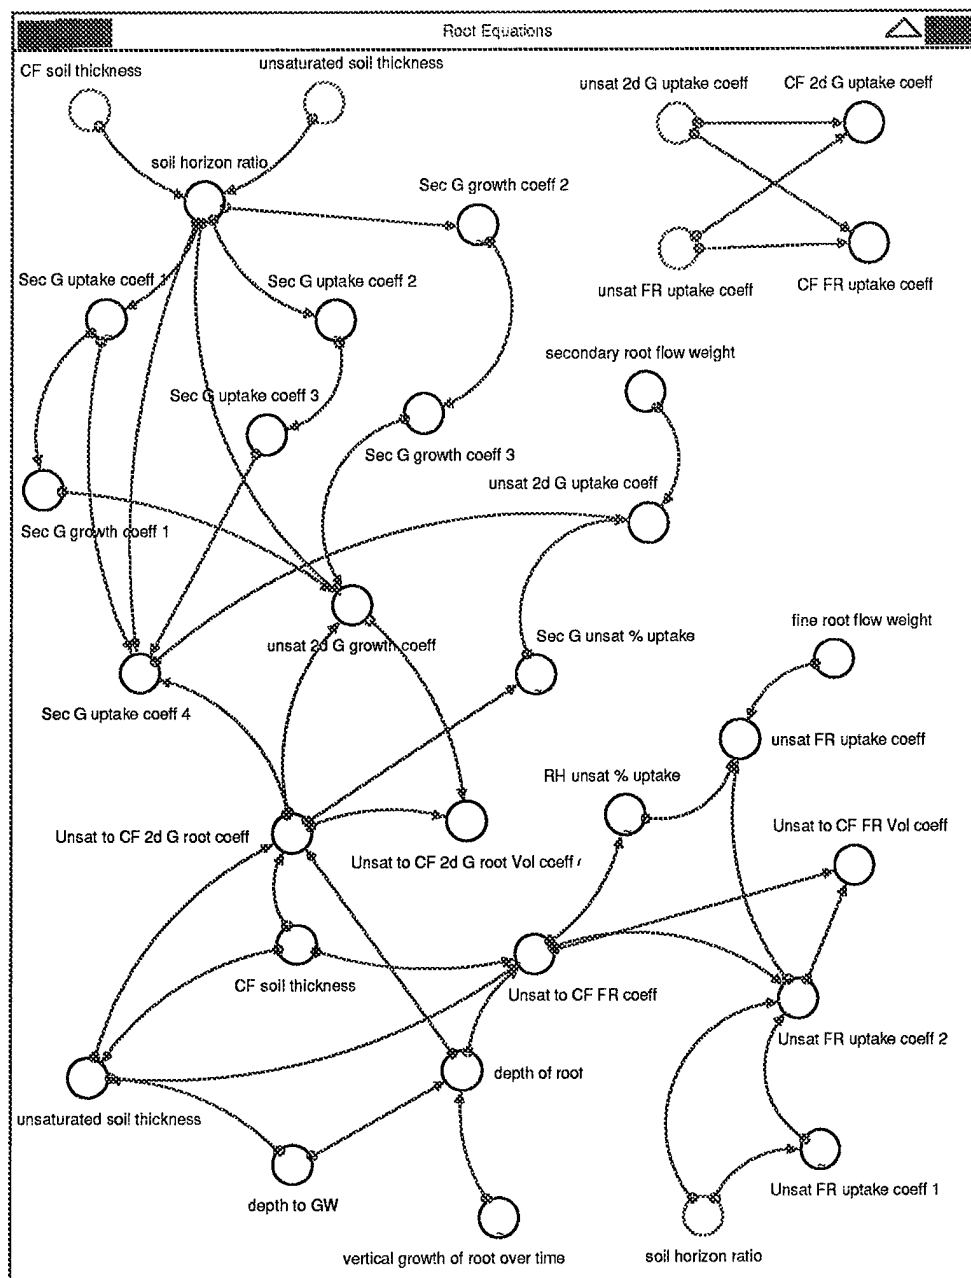 Root Equations
CF soil thickness
unsaturated soil thickness
unsat 2d G uptake coeff
CF 2d G uptake coeff
soil horizon ratio
Sec G growth coeff 2
Sec G uptake coeff 1
Sec G uptake coeff 2
unsat FR uptake coeff
CF FR uptake coeff
secondary root flow weight
Sec G uptake coeff 3
Sec G growth coeff 3
unsat 2d G uptake coeff
Sec G growth coeff 1
fine root flow weight
unsat 2d G growth coeff
Sec G unsat % uptake
Sec G uptake coeff 4
unsat FR uptake coeff
RH unsat % uptake
Unsat to CF 2d G root coeff
Unsat to CF FR Vol coeff
Unsat to CF 2d G root Vol coeff
CF soil thickness
Unsat to CF FR coeff
Unsat FR uptake coeff 2
depth of root
unsaturated soil thickness
Unsat FR uptake coeff 1
depth to GW
vertical growth of root over time
soil horizon ratio